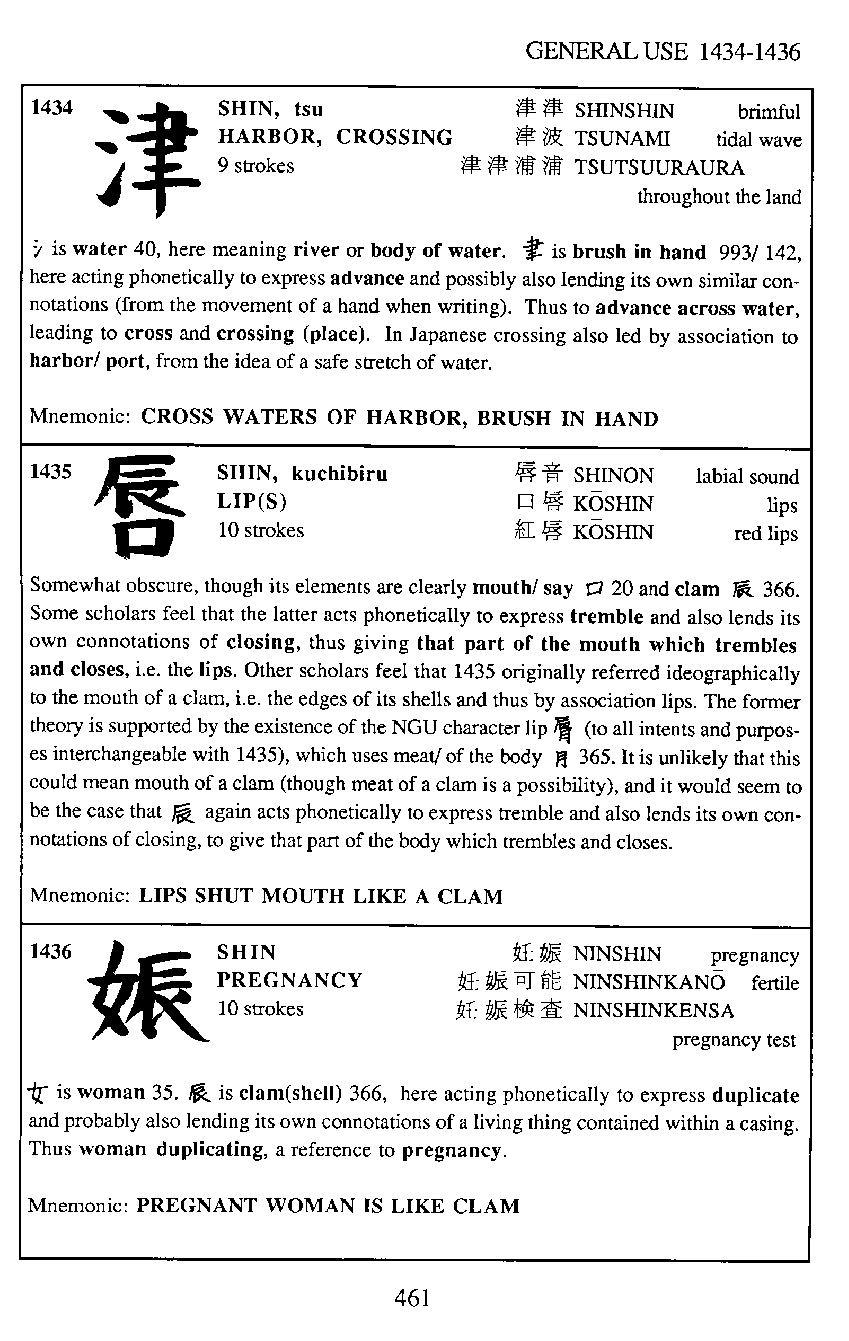 GENERAL USE 1434-1436
1434 津 SHIN, tsu 津津 SHINSHIN brimful
HARBOR, CROSSING 津波 TSUNAMI tidal wave
9 strokes 津津浦浦 TSUTSUURAURA
throughout the land
氵 is water 40, here meaning river or body of water. 聿 is brush in hand 993/ 142,
here acting phonetically to express advance and possibly also lending its own similar con-
notations (from the movement of a hand when writing). Thus to advance across water,
leading to cross and crossing (place). In Japanese crossing also led by association to
harbor/ port, from the idea of a safe stretch of water.
Mnemonic: CROSS WATERS OF HARBOR, BRUSH IN HAND
1435 唇 SHIN, kuchibiru 唇音 SHINON labial sound
LIP(S) 口唇 KŌSHIN lips
10 strokes 紅唇 KŌSHIN red lips
Somewhat obscure, though its elements are clearly mouth/ say 口 20 and clam 辰 366.
Some scholars feel that the latter acts phonetically to express tremble and also lends its
own connotations of closing, thus giving that part of the mouth which trembles
and closes, i.e. the lips. Other scholars feel that 1435 originally referred ideographically
to the mouth of a clam, i.e. the edges of its shells and thus by association lips. The former
theory is supported by the existence of the NGU character lip 脣 (to all intents and purpos-
es interchangeable with 1435), which uses meat/ of the body 月 365. It is unlikely that this
could mean mouth of a clam (though meat of a clam is a possibility), and it would seem to
be the case that 辰 again acts phonetically to express tremble and also lends its own con-
notations of closing, to give that part of the body which trembles and closes.
Mnemonic: LIPS SHUT MOUTH LIKE A CLAM
1436 娠 SHIN 妊娠 NINSHIN pregnancy
PREGNANCY 妊娠可能 NINSHINKANŌ fertile
10 strokes 妊娠検査 NINSHINKENSA
pregnancy test
女 is woman 35. 辰 is clam(shell) 366, here acting phonetically to express duplicate
and probably also lending its own connotations of a living thing contained within a casing.
Thus woman duplicating, a reference to pregnancy.
Mnemonic: PREGNANT WOMAN IS LIKE CLAM
461